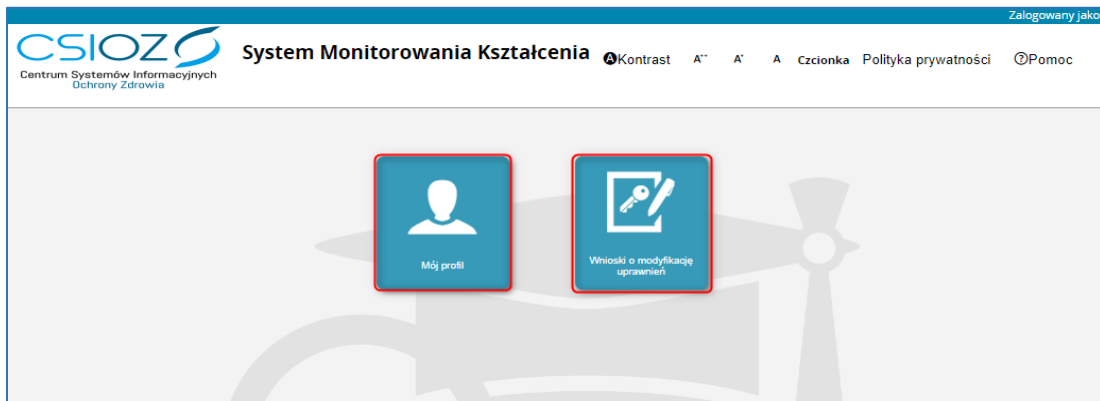 Zalogowany jako
CSIOZ
Centrum Systemów Informacyjnych
Ochrony Zdrowia
System Monitorowania Kształcenia
AKontrast A++ A+ A Czcionka Polityka prywatności ?Pomoc
Mój profil
Wnioski o modyfikację
uprawnień